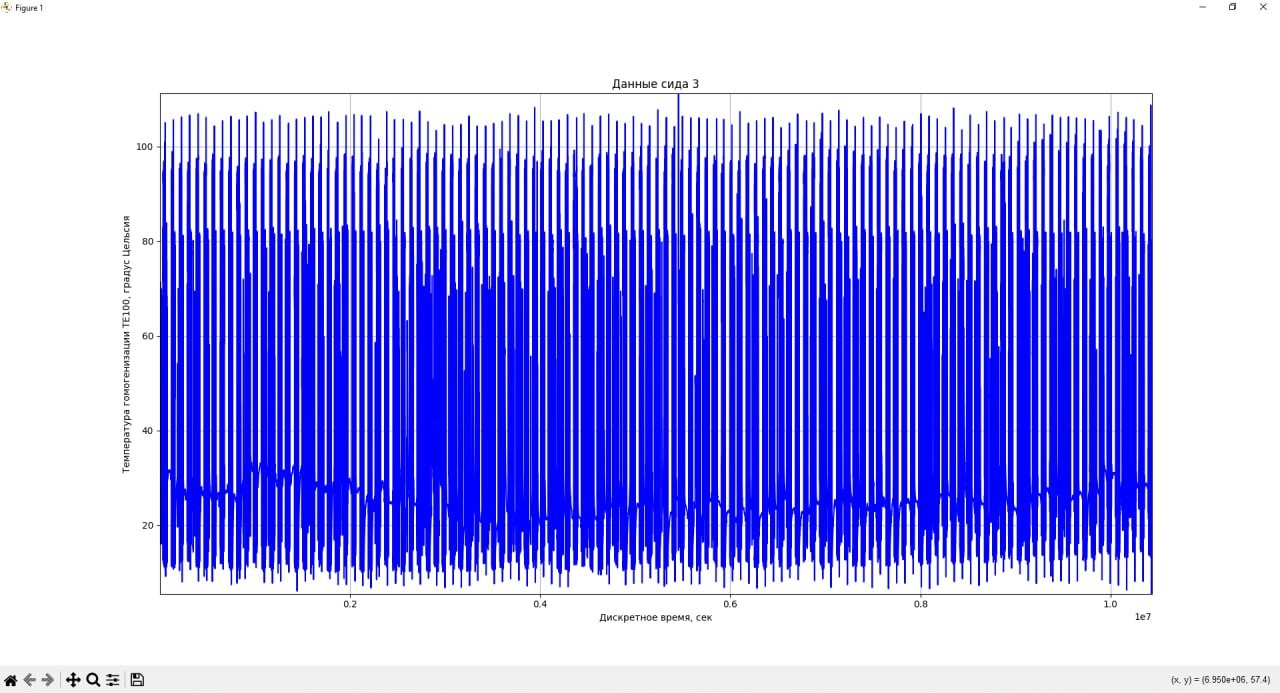 Figure 1
Данные сида 3
100
80
60
40
20
Температура гомогенизации TE100, градус Цельсия
0.2 0.4 0.6 0.8 1.0
1e7
Дискретное время, сек
(x, y) = (6.950e+06, 57.4)